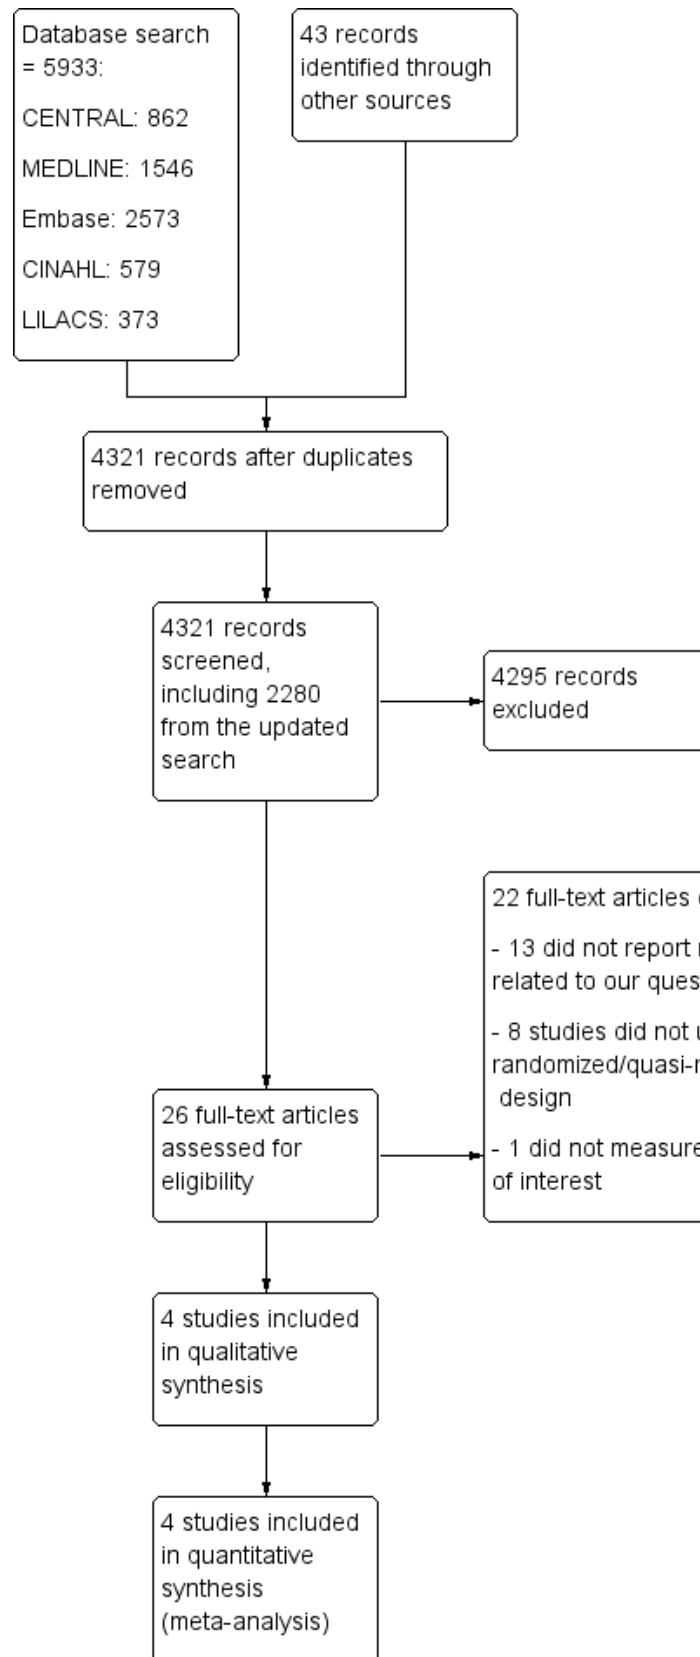 Database search
= 5933:
CENTRAL: 862
MEDLINE: 1546
Embase: 2573
CINAHL: 579
LILACS: 373
43 records
identified through
other sources
4321 records after duplicates
removed
4321 records
screened,
including 2280
from the updated
search
4295 records
excluded
22 full-text articles
- 13 did not report
related to our
- 8 studies did not
design
- 1 did not measure
of interest
26 full-text articles
assessed for
eligibility
4 studies included
in qualitative
synthesis
4 studies included
in quantitative
synthesis
(meta-analysis)